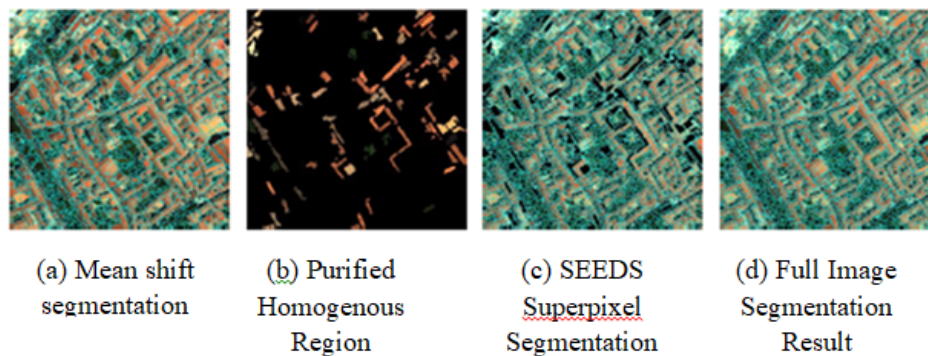 (a) Mean shift
segmentation
(b) Purified
Homogenous
Region
(c) SEEDS
Superpixel
Segmentation
(d) Full Image
Segmentation
Result